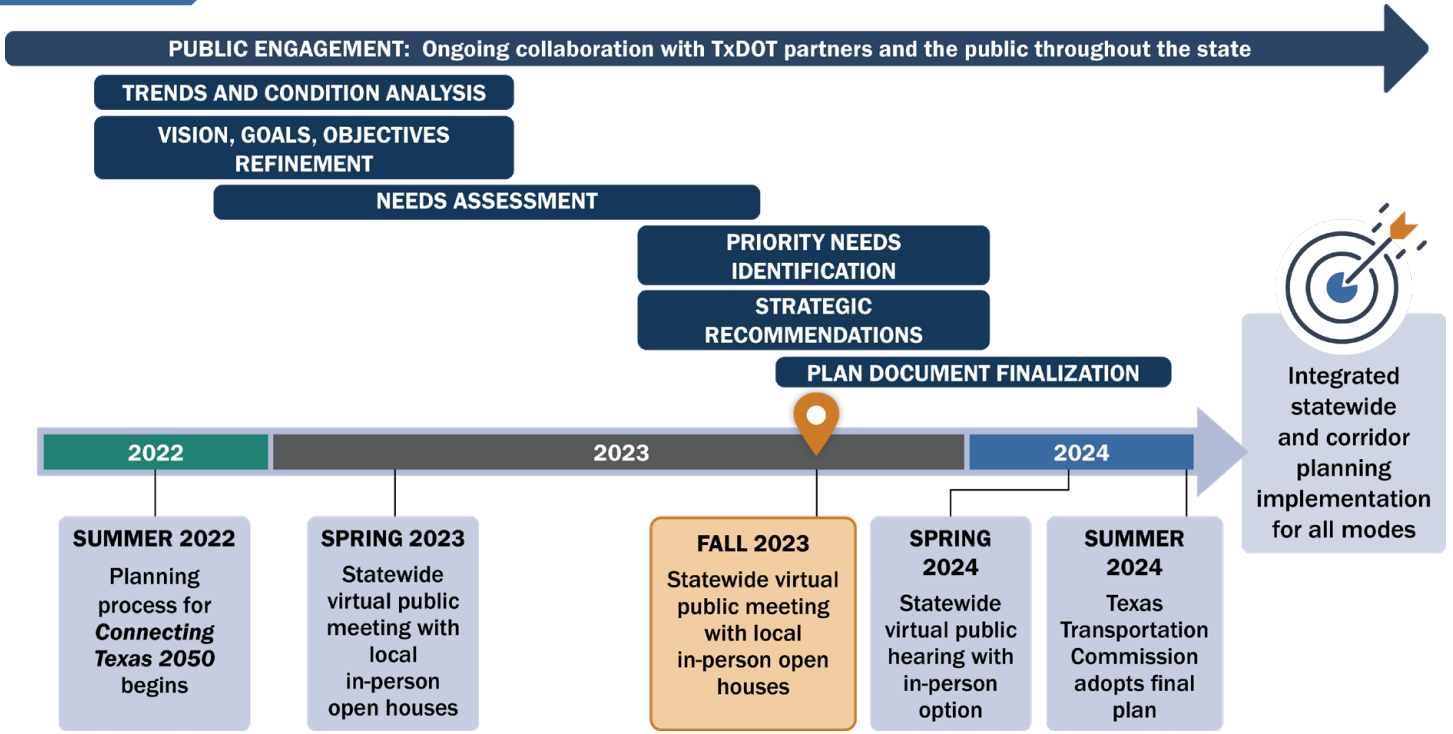 PUBLIC ENGAGEMENT: Ongoing collaboration with TxDOT partners and the public throughout the state
TRENDS AND CONDITION ANALYSIS
VISION, GOALS, OBJECTIVES
REFINEMENT
NEEDS ASSESSMENT
PRIORITY NEEDS
IDENTIFICATION
STRATEGIC
RECOMMENDATIONS
PLAN DOCUMENT FINALIZATION
2022
2023
2024
SUMMER 2022
Planning
process for
Connecting
Texas 2050
begins
SPRING 2023
Statewide
virtual public
meeting with
local
in-person
open houses
FALL 2023
Statewide virtual
public meeting
with local
in-person open
houses
SPRING
2024
Statewide
virtual public
hearing with
in-person
option
SUMMER
2024
Texas
Transportation
Commission
adopts final
plan
Integrated
statewide
and corridor
planning
implementation
for all modes